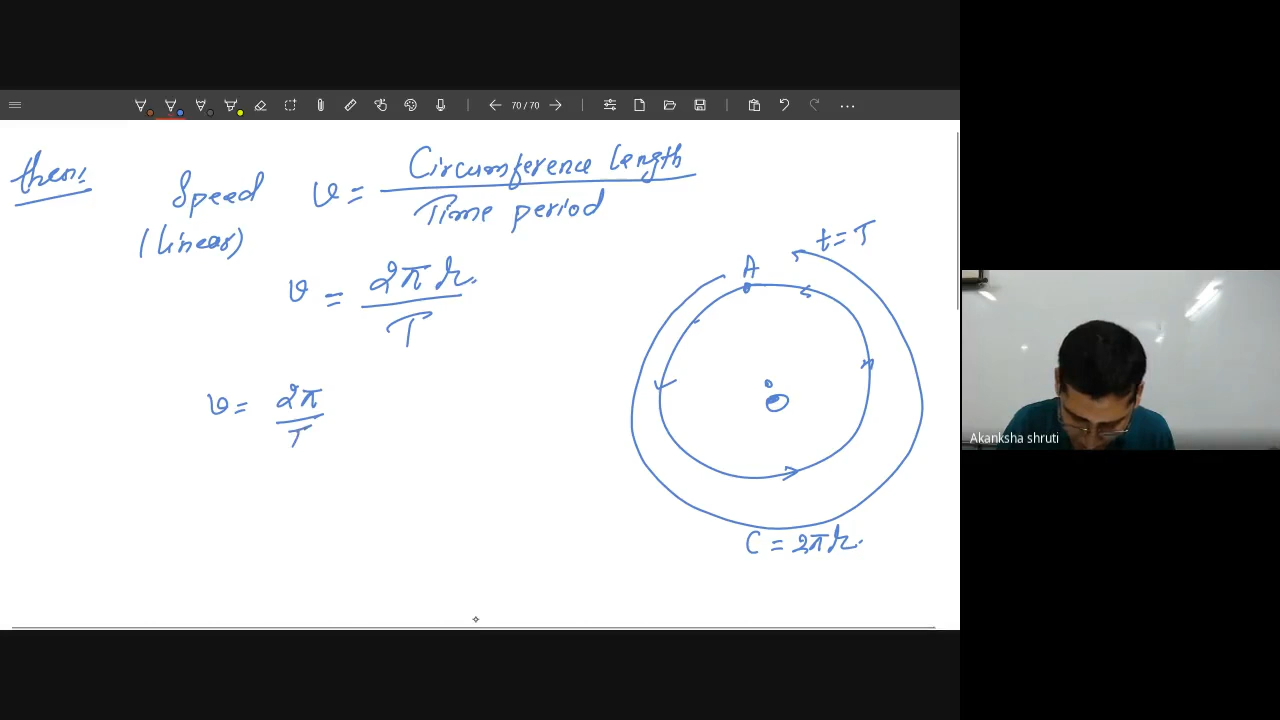 70 / 70
then:
Speed v = Circumference length / Time period
(linear)
t = T
A
v = 2πr / T
v = 2π / T
C = 2πr
Akanksha shruti